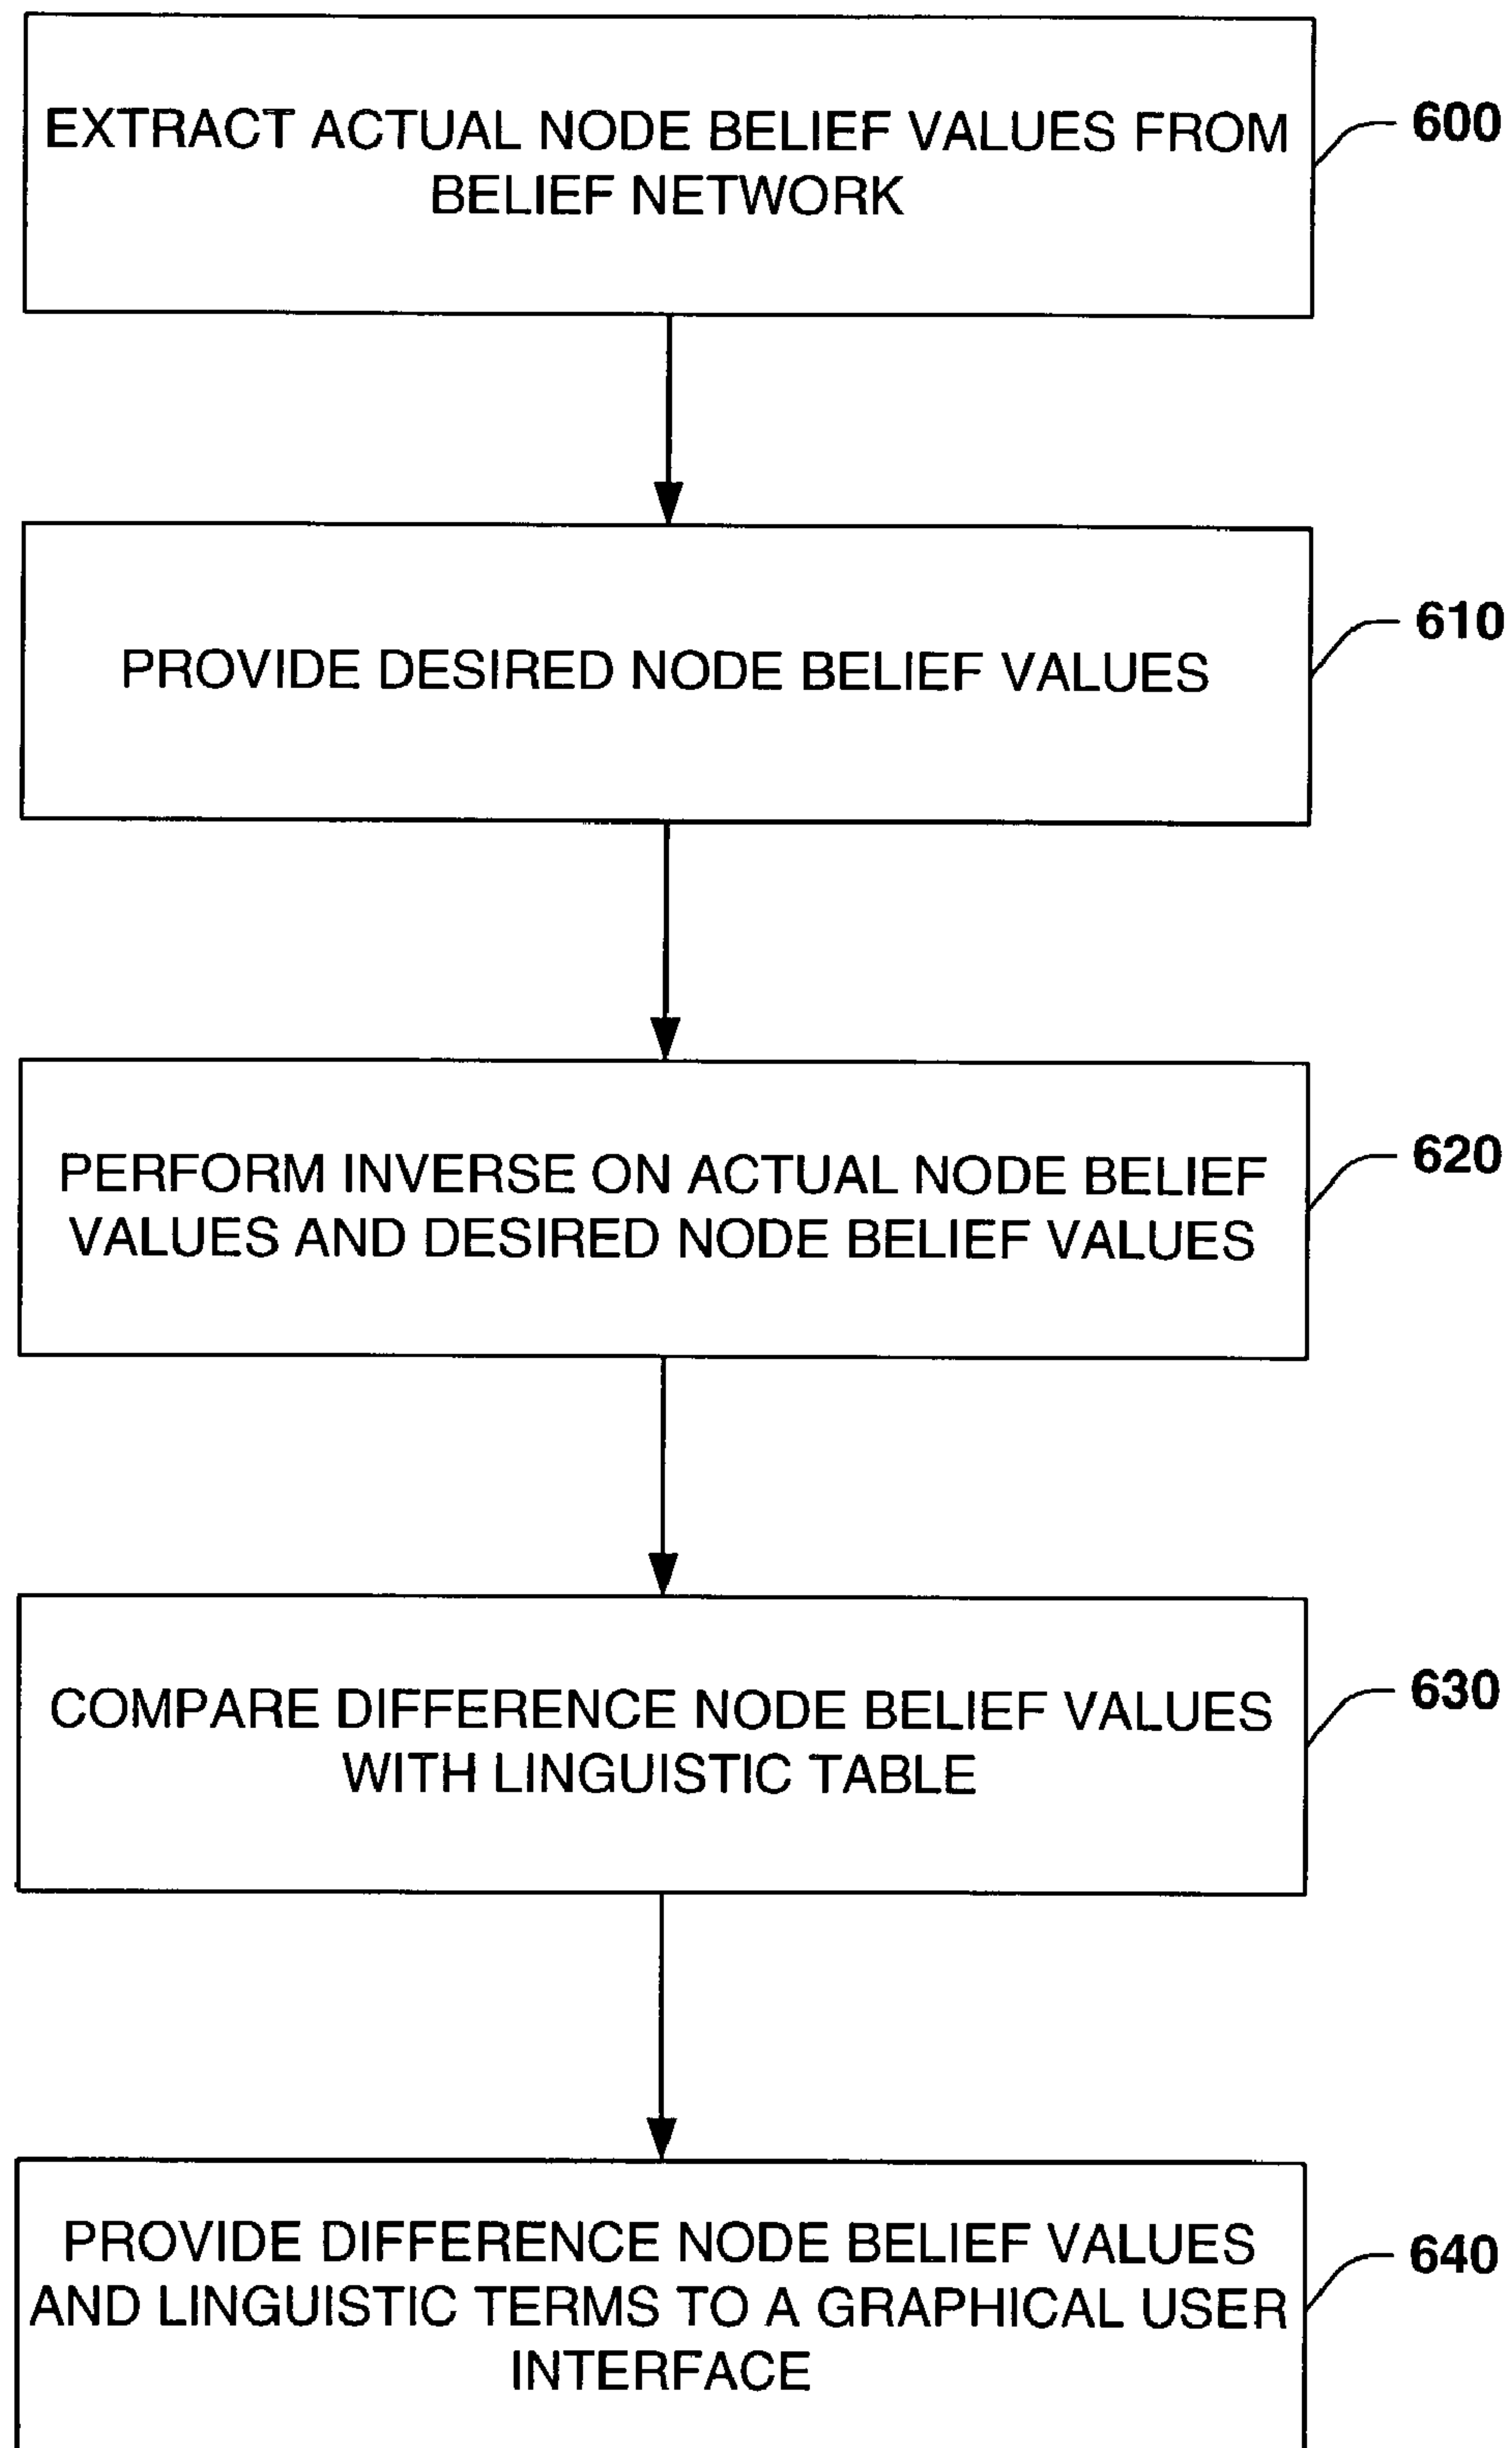 EXTRACT ACTUAL NODE BELIEF VALUES FROM
BELIEF NETWORK
600
PROVIDE DESIRED NODE BELIEF VALUES
610
PERFORM INVERSE ON ACTUAL NODE BELIEF
VALUES AND DESIRED NODE BELIEF VALUES
620
COMPARE DIFFERENCE NODE BELIEF VALUES
WITH LINGUISTIC TABLE
630
PROVIDE DIFFERENCE NODE BELIEF VALUES
AND LINGUISTIC TERMS TO A GRAPHICAL USER
INTERFACE
640